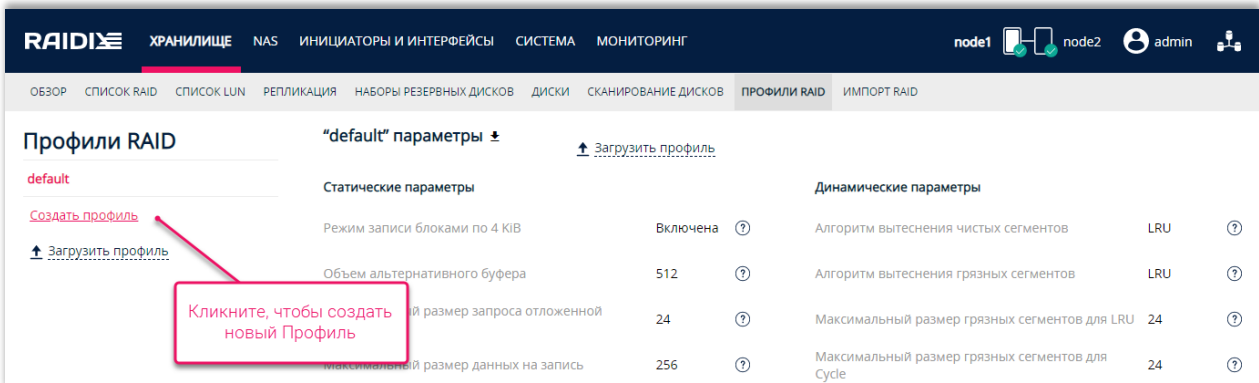 RAIDIX ХРАНИЛИЩЕ NAS ИНИЦИАТОРЫ И ИНТЕРФЕЙСЫ СИСТЕМА МОНИТОРИНГ node1 node2 admin
ОБЗОР СПИСОК RAID СПИСОК LUN РЕПЛИКАЦИЯ НАБОРЫ РЕЗЕРВНЫХ ДИСКОВ ДИСКИ СКАНИРОВАНИЕ ДИСКОВ ПРОФИЛИ RAID ИМПОРТ RAID
Профили RAID
default
Создать профиль
Загрузить профиль
Кликните, чтобы создать
новый Профиль
"default" параметры
Загрузить профиль
Статические параметры
Режим записи блоками по 4 KiB Включена ?
Объем альтернативного буфера 512 ?
размер запроса отложенной 24 ?
Максимальный размер данных на запись 256 ?
Динамические параметры
Алгоритм вытеснения чистых сегментов LRU ?
Алгоритм вытеснения грязных сегментов LRU ?
Максимальный размер грязных сегментов для LRU 24 ?
Максимальный размер грязных сегментов для
Cycle 24 ?